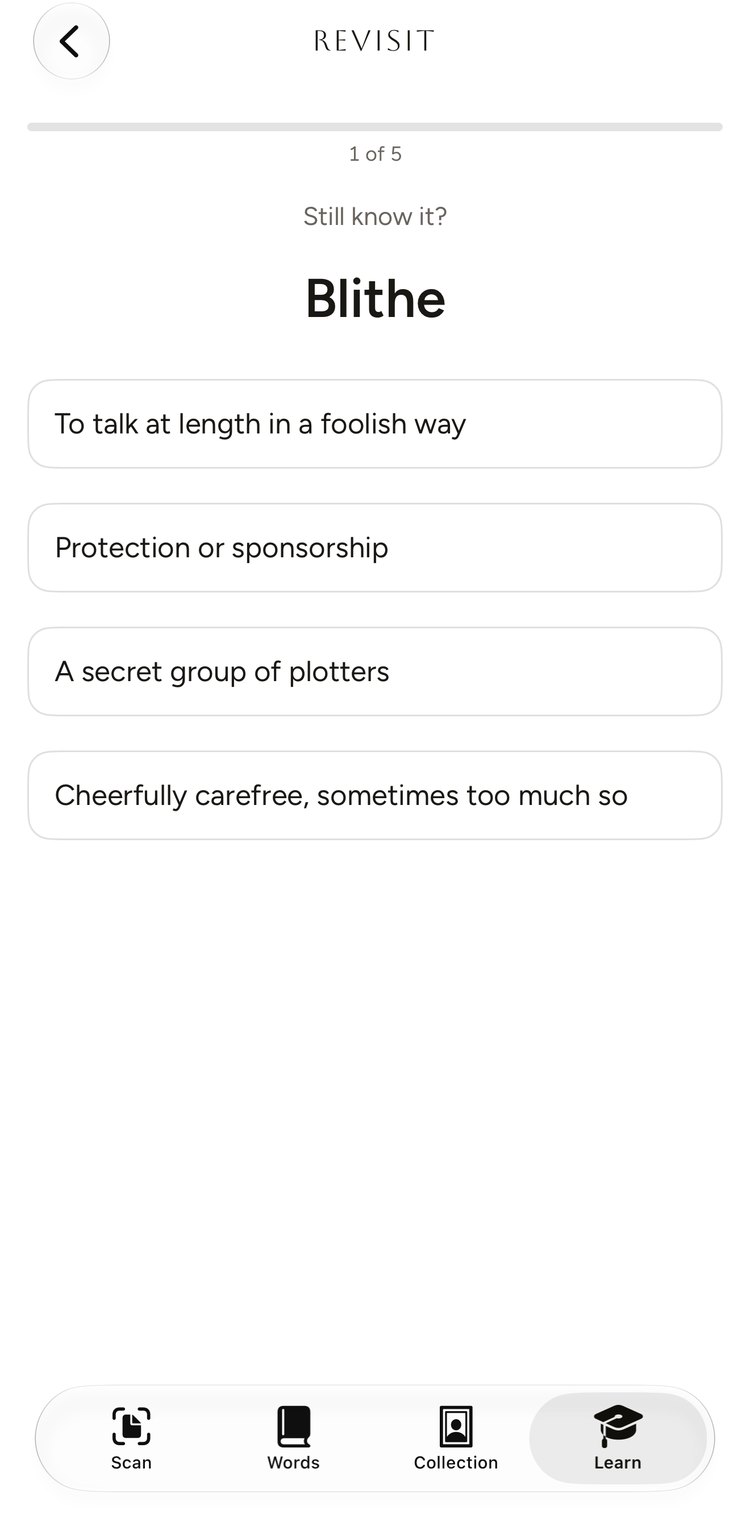 REVISIT
1 of 5
Still know it?
Blithe
To talk at length in a foolish way
Protection or sponsorship
A secret group of plotters
Cheerfully carefree, sometimes too much so
Scan
Words
Collection
Learn